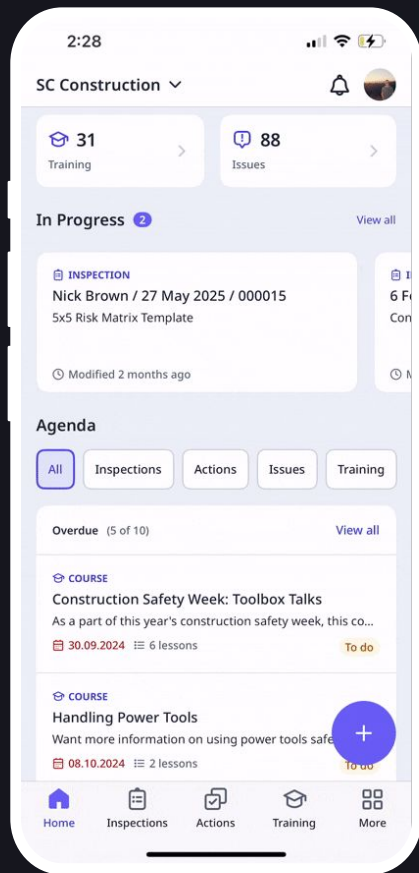 2:28
SC Construction
31
Training
88
Issues
In Progress 2
View all
INSPECTION
Nick Brown / 27 May 2025 / 000015
5x5 Risk Matrix Template
Modified 2 months ago
6 F
Con
Agenda
All
Inspections
Actions
Issues
Training
Overdue (5 of 10)
View all
COURSE
Construction Safety Week: Toolbox Talks
As a part of this year's construction safety week, this co...
30.09.2024
6 lessons
To do
COURSE
Handling Power Tools
Want more information on using power tools safe
08.10.2024
2 lessons
To do
Home
Inspections
Actions
Training
More